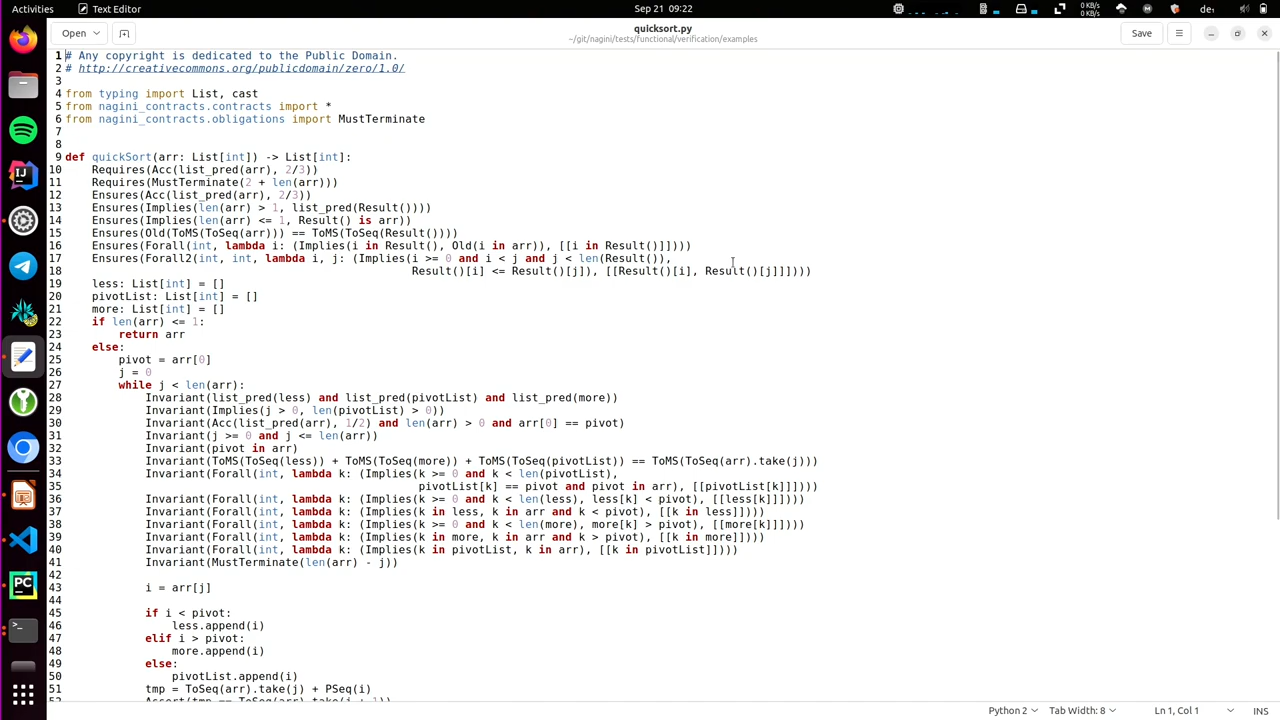 Activities Text Editor Sep 21 09:22 0 KB/s 0 KB/s de₁
Open quicksort.py Save
~/git/nagini/tests/functional/verification/examples
1 # Any copyright is dedicated to the Public Domain.
2 # http://creativecommons.org/publicdomain/zero/1.0/
3
4 from typing import List, cast
5 from nagini_contracts.contracts import *
6 from nagini_contracts.obligations import MustTerminate
7
8
9 def quickSort(arr: List[int]) -> List[int]:
10     Requires(Acc(list_pred(arr), 2/3))
11     Requires(MustTerminate(2 + len(arr)))
12     Ensures(Acc(list_pred(arr), 2/3))
13     Ensures(Implies(len(arr) > 1, list_pred(Result())))
14     Ensures(Implies(len(arr) <= 1, Result() is arr))
15     Ensures(Old(ToMS(ToSeq(arr))) == ToMS(ToSeq(Result())))
16     Ensures(Forall(int, lambda i: (Implies(i in Result(), Old(i in arr)), [[i in Result()]])))
17     Ensures(Forall2(int, int, lambda i, j: (Implies(i >= 0 and i < j and j < len(Result()),
18                                                     Result()[i] <= Result()[j]), [[Result()[i], Result()[j]]])))
19     less: List[int] = []
20     pivotList: List[int] = []
21     more: List[int] = []
22     if len(arr) <= 1:
23         return arr
24     else:
25         pivot = arr[0]
26         j = 0
27         while j < len(arr):
28             Invariant(list_pred(less) and list_pred(pivotList) and list_pred(more))
29             Invariant(Implies(j > 0, len(pivotList) > 0))
30             Invariant(Acc(list_pred(arr), 1/2) and len(arr) > 0 and arr[0] == pivot)
31             Invariant(j >= 0 and j <= len(arr))
32             Invariant(pivot in arr)
33             Invariant(ToMS(ToSeq(less)) + ToMS(ToSeq(more)) + ToMS(ToSeq(pivotList)) == ToMS(ToSeq(arr).take(j)))
34             Invariant(Forall(int, lambda k: (Implies(k >= 0 and k < len(pivotList),
35                                                      pivotList[k] == pivot and pivot in arr), [[pivotList[k]]])))
36             Invariant(Forall(int, lambda k: (Implies(k >= 0 and k < len(less), less[k] < pivot), [[less[k]]])))
37             Invariant(Forall(int, lambda k: (Implies(k in less, k in arr and k < pivot), [[k in less]])))
38             Invariant(Forall(int, lambda k: (Implies(k >= 0 and k < len(more), more[k] > pivot), [[more[k]]])))
39             Invariant(Forall(int, lambda k: (Implies(k in more, k in arr and k > pivot), [[k in more]])))
40             Invariant(Forall(int, lambda k: (Implies(k in pivotList, k in arr), [[k in pivotList]])))
41             Invariant(MustTerminate(len(arr) - j))
42
43             i = arr[j]
44
45             if i < pivot:
46                 less.append(i)
47             elif i > pivot:
48                 more.append(i)
49             else:
50                 pivotList.append(i)
51             tmp = ToSeq(arr).take(j) + PSeq(i)
52             Assert(tmp == ToSeq(arr).take(j + 1))
Python 2 Tab Width: 8 Ln 1, Col 1 INS